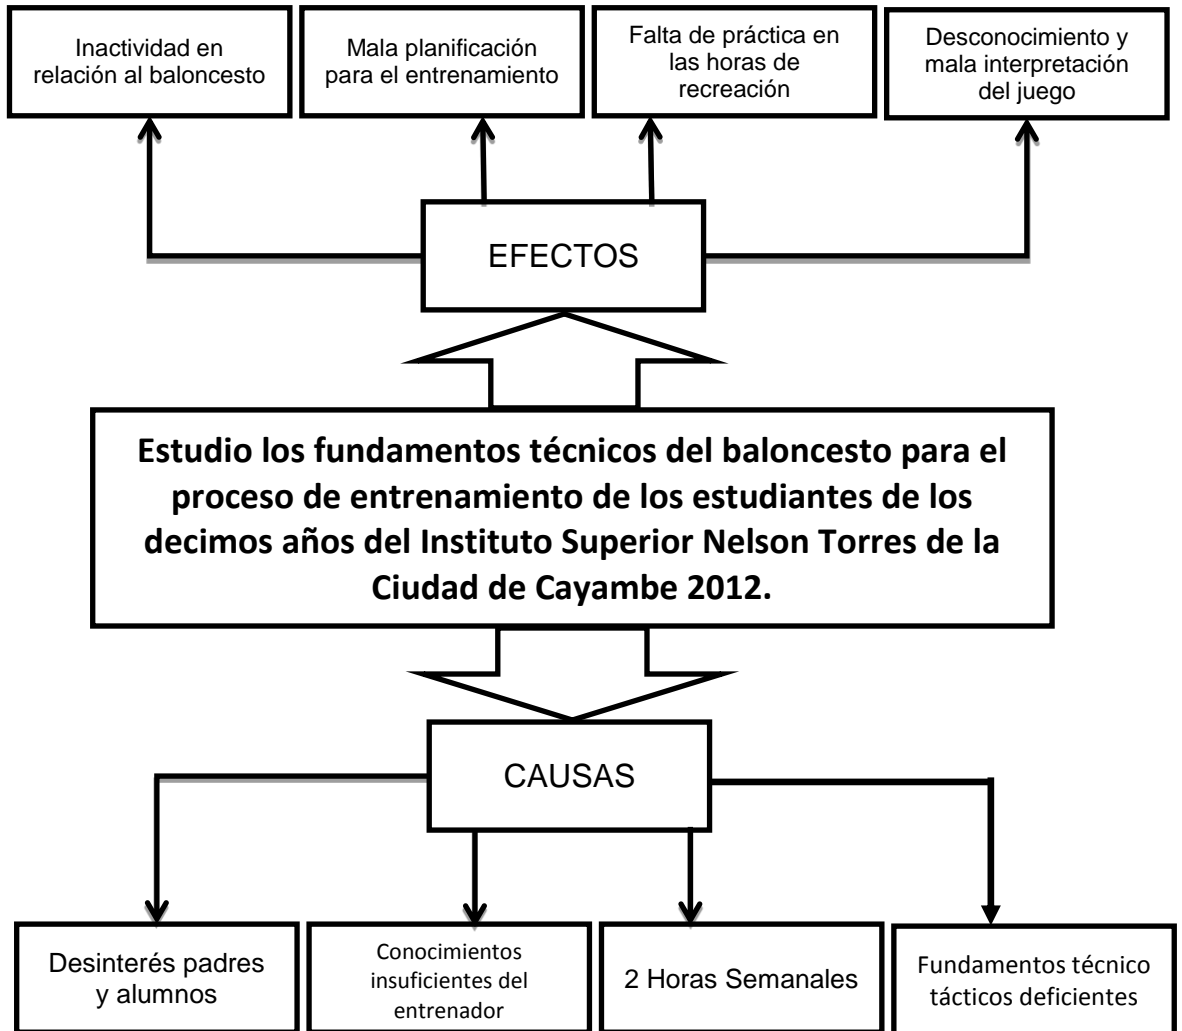 Inactividad en
relación al baloncesto
Mala planificación
para el entrenamiento
Falta de práctica en
las horas de
recreación
Desconocimiento y
mala interpretación
del juego
EFECTOS
Estudio los fundamentos técnicos del baloncesto para el
proceso de entrenamiento de los estudiantes de los
decimos años del Instituto Superior Nelson Torres de la
Ciudad de Cayambe 2012.
CAUSAS
Desinterés padres
y alumnos
Conocimientos
insuficientes del
entrenador
2 Horas Semanales
Fundamentos técnico
tácticos deficientes